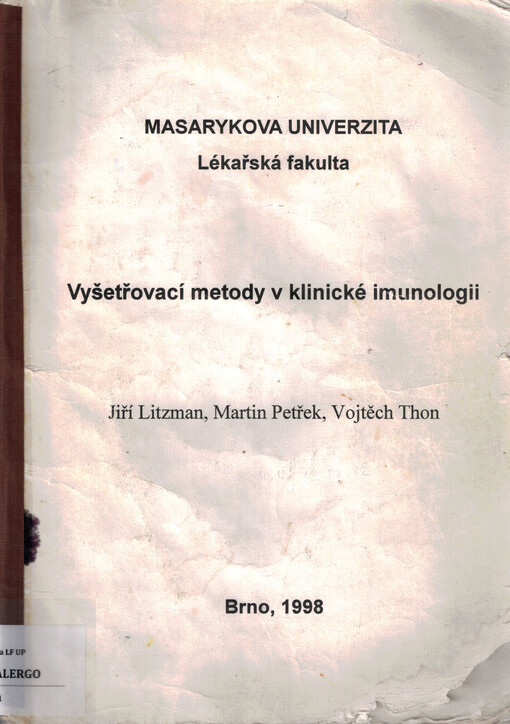 MASARYKOVA UNIVERZITA
Lékařská fakulta
Vyšetřovací metody v klinické imunologii
Jiří Litzman, Martin Petřek, Vojtěch Thon
Brno, 1998
a LF UP
ALERGO